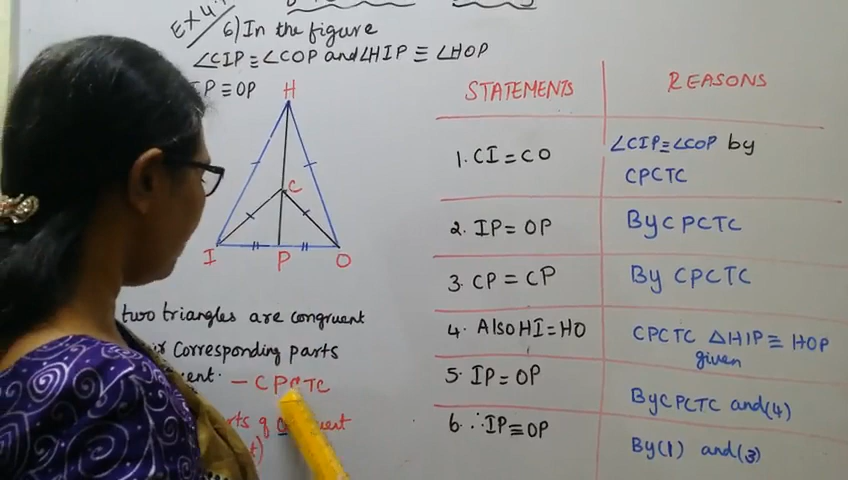 Ex 4.
6) In the figure
∠CIP ≡ ∠COP and ∠HIP ≡ ∠HOP
IP ≡ OP
H
C
I
P
O
two triangles are congruent
Corresponding parts
- CPCTC
of
STATEMENTS
REASONS
1. CI = CO
∠CIP ≡ ∠COP by
CPCTC
2. IP = OP
By CPCTC
3. CP = CP
By CPCTC
4. Also HI = HO
CPCTC △HIP ≡ HOP
given
5. IP = OP
By CPCTC and (4)
6. ∴ IP ≡ OP
By (1) and (3)